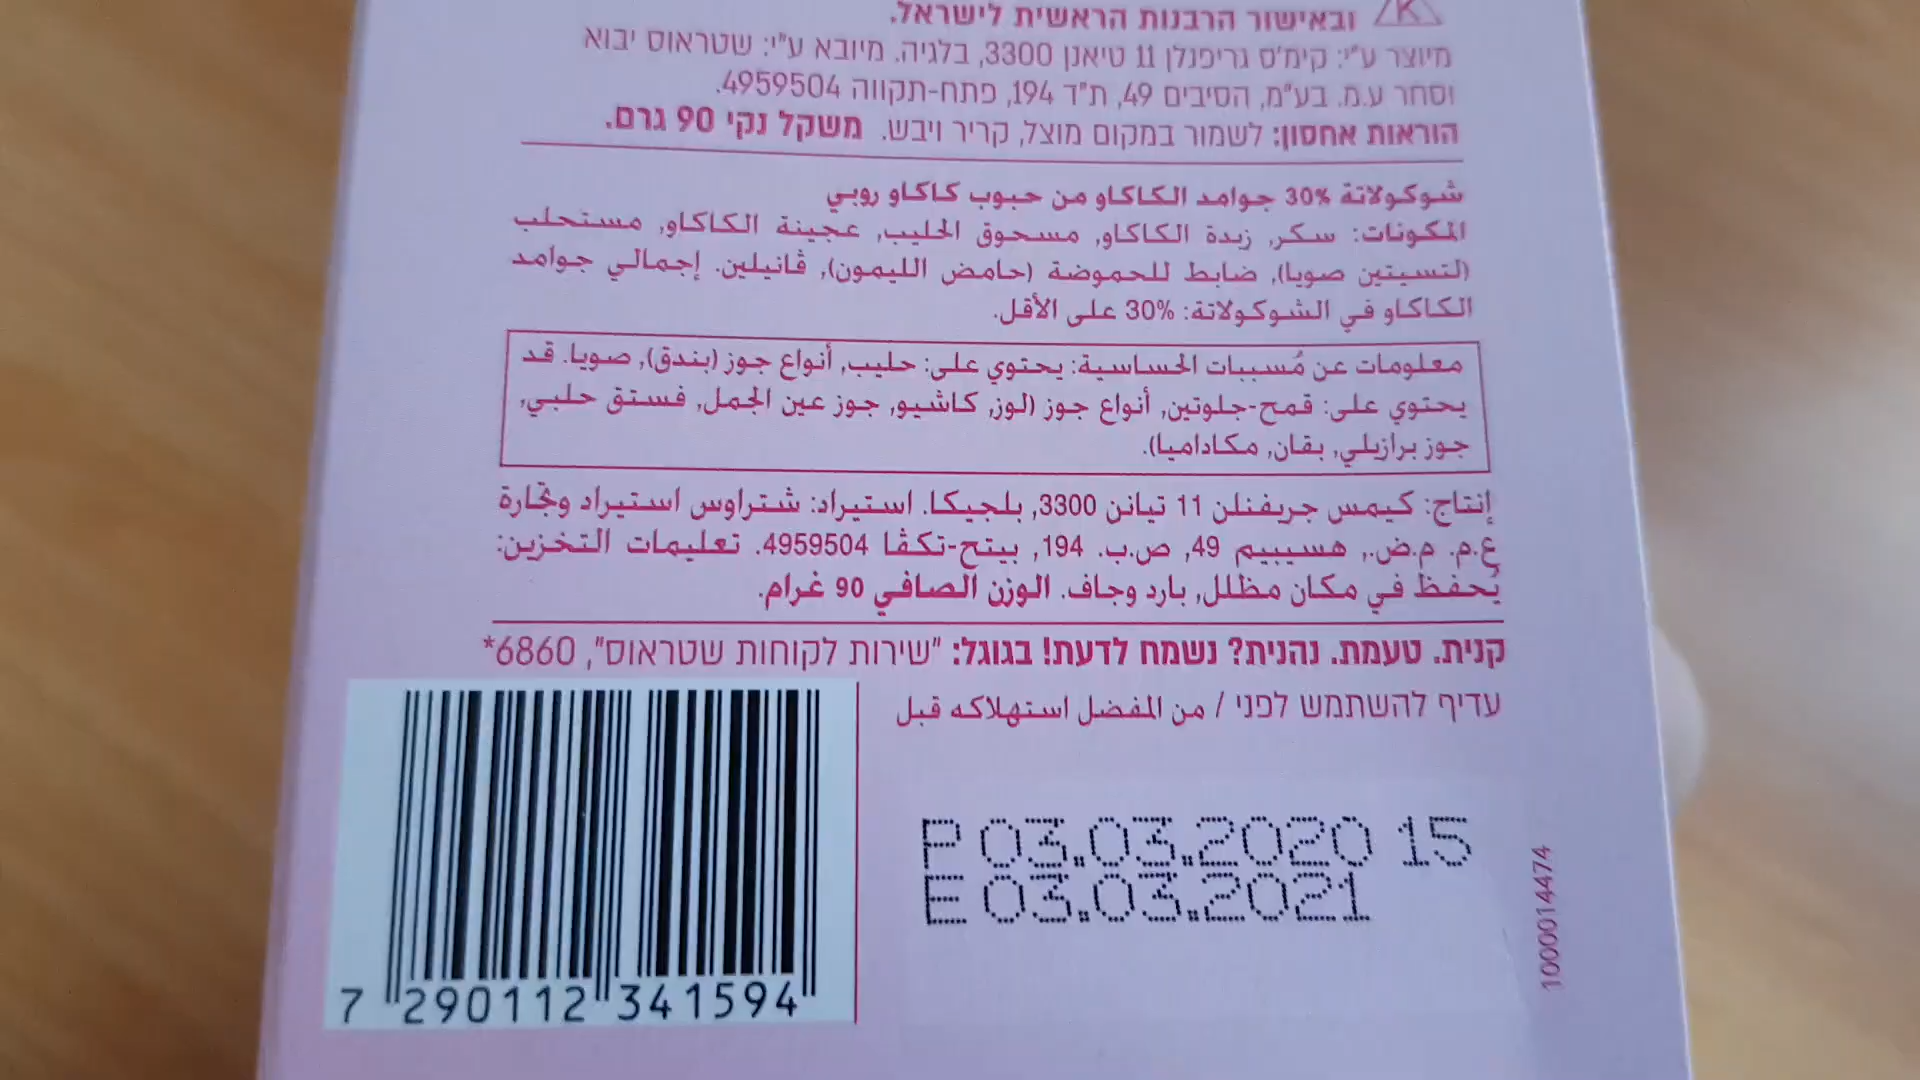 ובאישור הרבנות הראשית לישראל.
מיוצר ע"י: קימ'ס גריפנלן 11 טיאנן 3300, בלגיה. מיובא ע"י: שטראוס יבוא
וסחר ע.מ. בע"מ, הסיבים 49, ת"ד 194, פתח-תקווה 4959504.
הוראות אחסון: לשמור במקום מוצל, קריר ויבש. משקל נקי 90 גרם.
شوكولاتة %30 جوامد الكاكاو من حبوب كاكاو روبي
المكونات: سكر, زبدة الكاكاو, مسحوق الحليب, عجينة الكاكاو, مستحلب
(لتسيتين صويا), ضابط للحموضة (حامض الليمون), ڤانيلين. إجمالي جوامد
الكاكاو في الشوكولاتة: %30 على الأقل.
معلومات عن مُسببات الحساسية: يحتوي على: حليب, أنواع جوز (بندق), صويا. قد
يحتوي على: قمح-جلوتين, أنواع جوز (لوز, كاشيو, جوز عين الجمل, فستق حلبي,
جوز برازيلي, بقان, مكاداميا).
إنتاج: كيمس جريفنلن 11 تيانن 3300, بلجيكا. استيراد: شتراوس استيراد وتجارة
ع.م. م.ض., هسيبيم 49, ص.ب. 194, بيتح-تكڤا 4959504. تعليمات التخزين:
يُحفظ في مكان مظلل, بارد وجاف. الوزن الصافي 90 غرام.
קנית. טעמת. נהנית? נשמח לדעת! בגוגל: "שירות לקוחות שטראוס", 6860*
עדיף להשתמש לפני / من المفضل استهلاكه قبل
P 03.03.2020 15
E 03.03.2021
1000014474
7 290112 341594